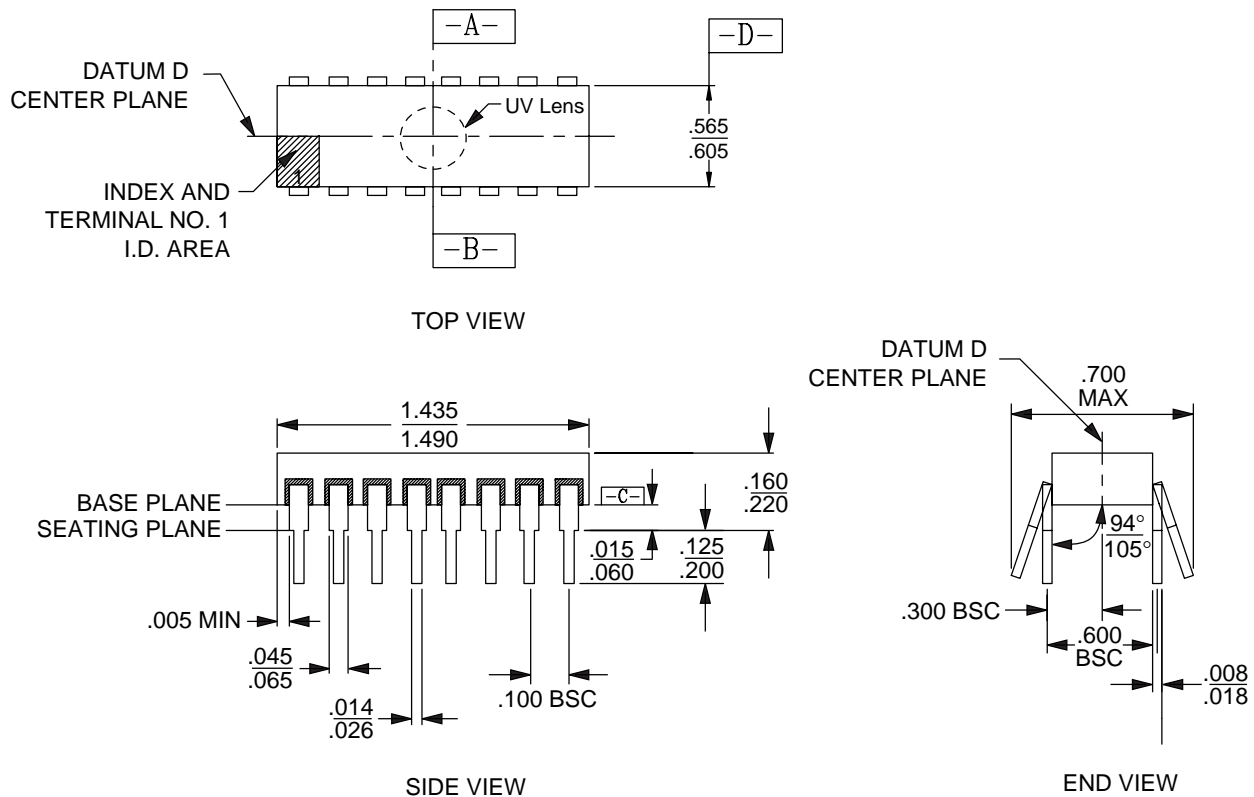 -A-
-D-
DATUM D
CENTER PLANE
UV Lens
.565
.605
1
INDEX AND
TERMINAL NO. 1
I.D. AREA
-B-
TOP VIEW
DATUM D
CENTER PLANE
.700
MAX
1.435
1.490
BASE PLANE
SEATING PLANE
-C-
.160
.220
.015
.060
.125
.200
94°
105°
.005 MIN
.300 BSC
.600
BSC
.045
.065
.100 BSC
.008
.018
.014
.026
SIDE VIEW
END VIEW